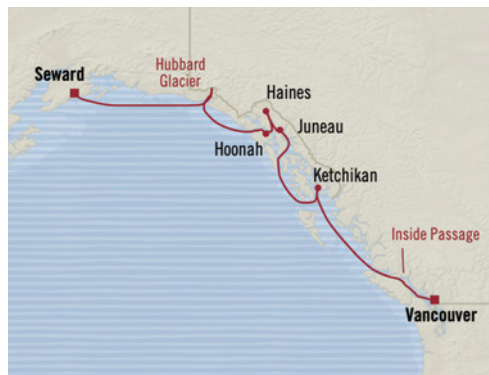 Hubbard
Glacier
Seward
Haines
Juneau
Hoonah
Ketchikan
Inside Passage
Vancouver